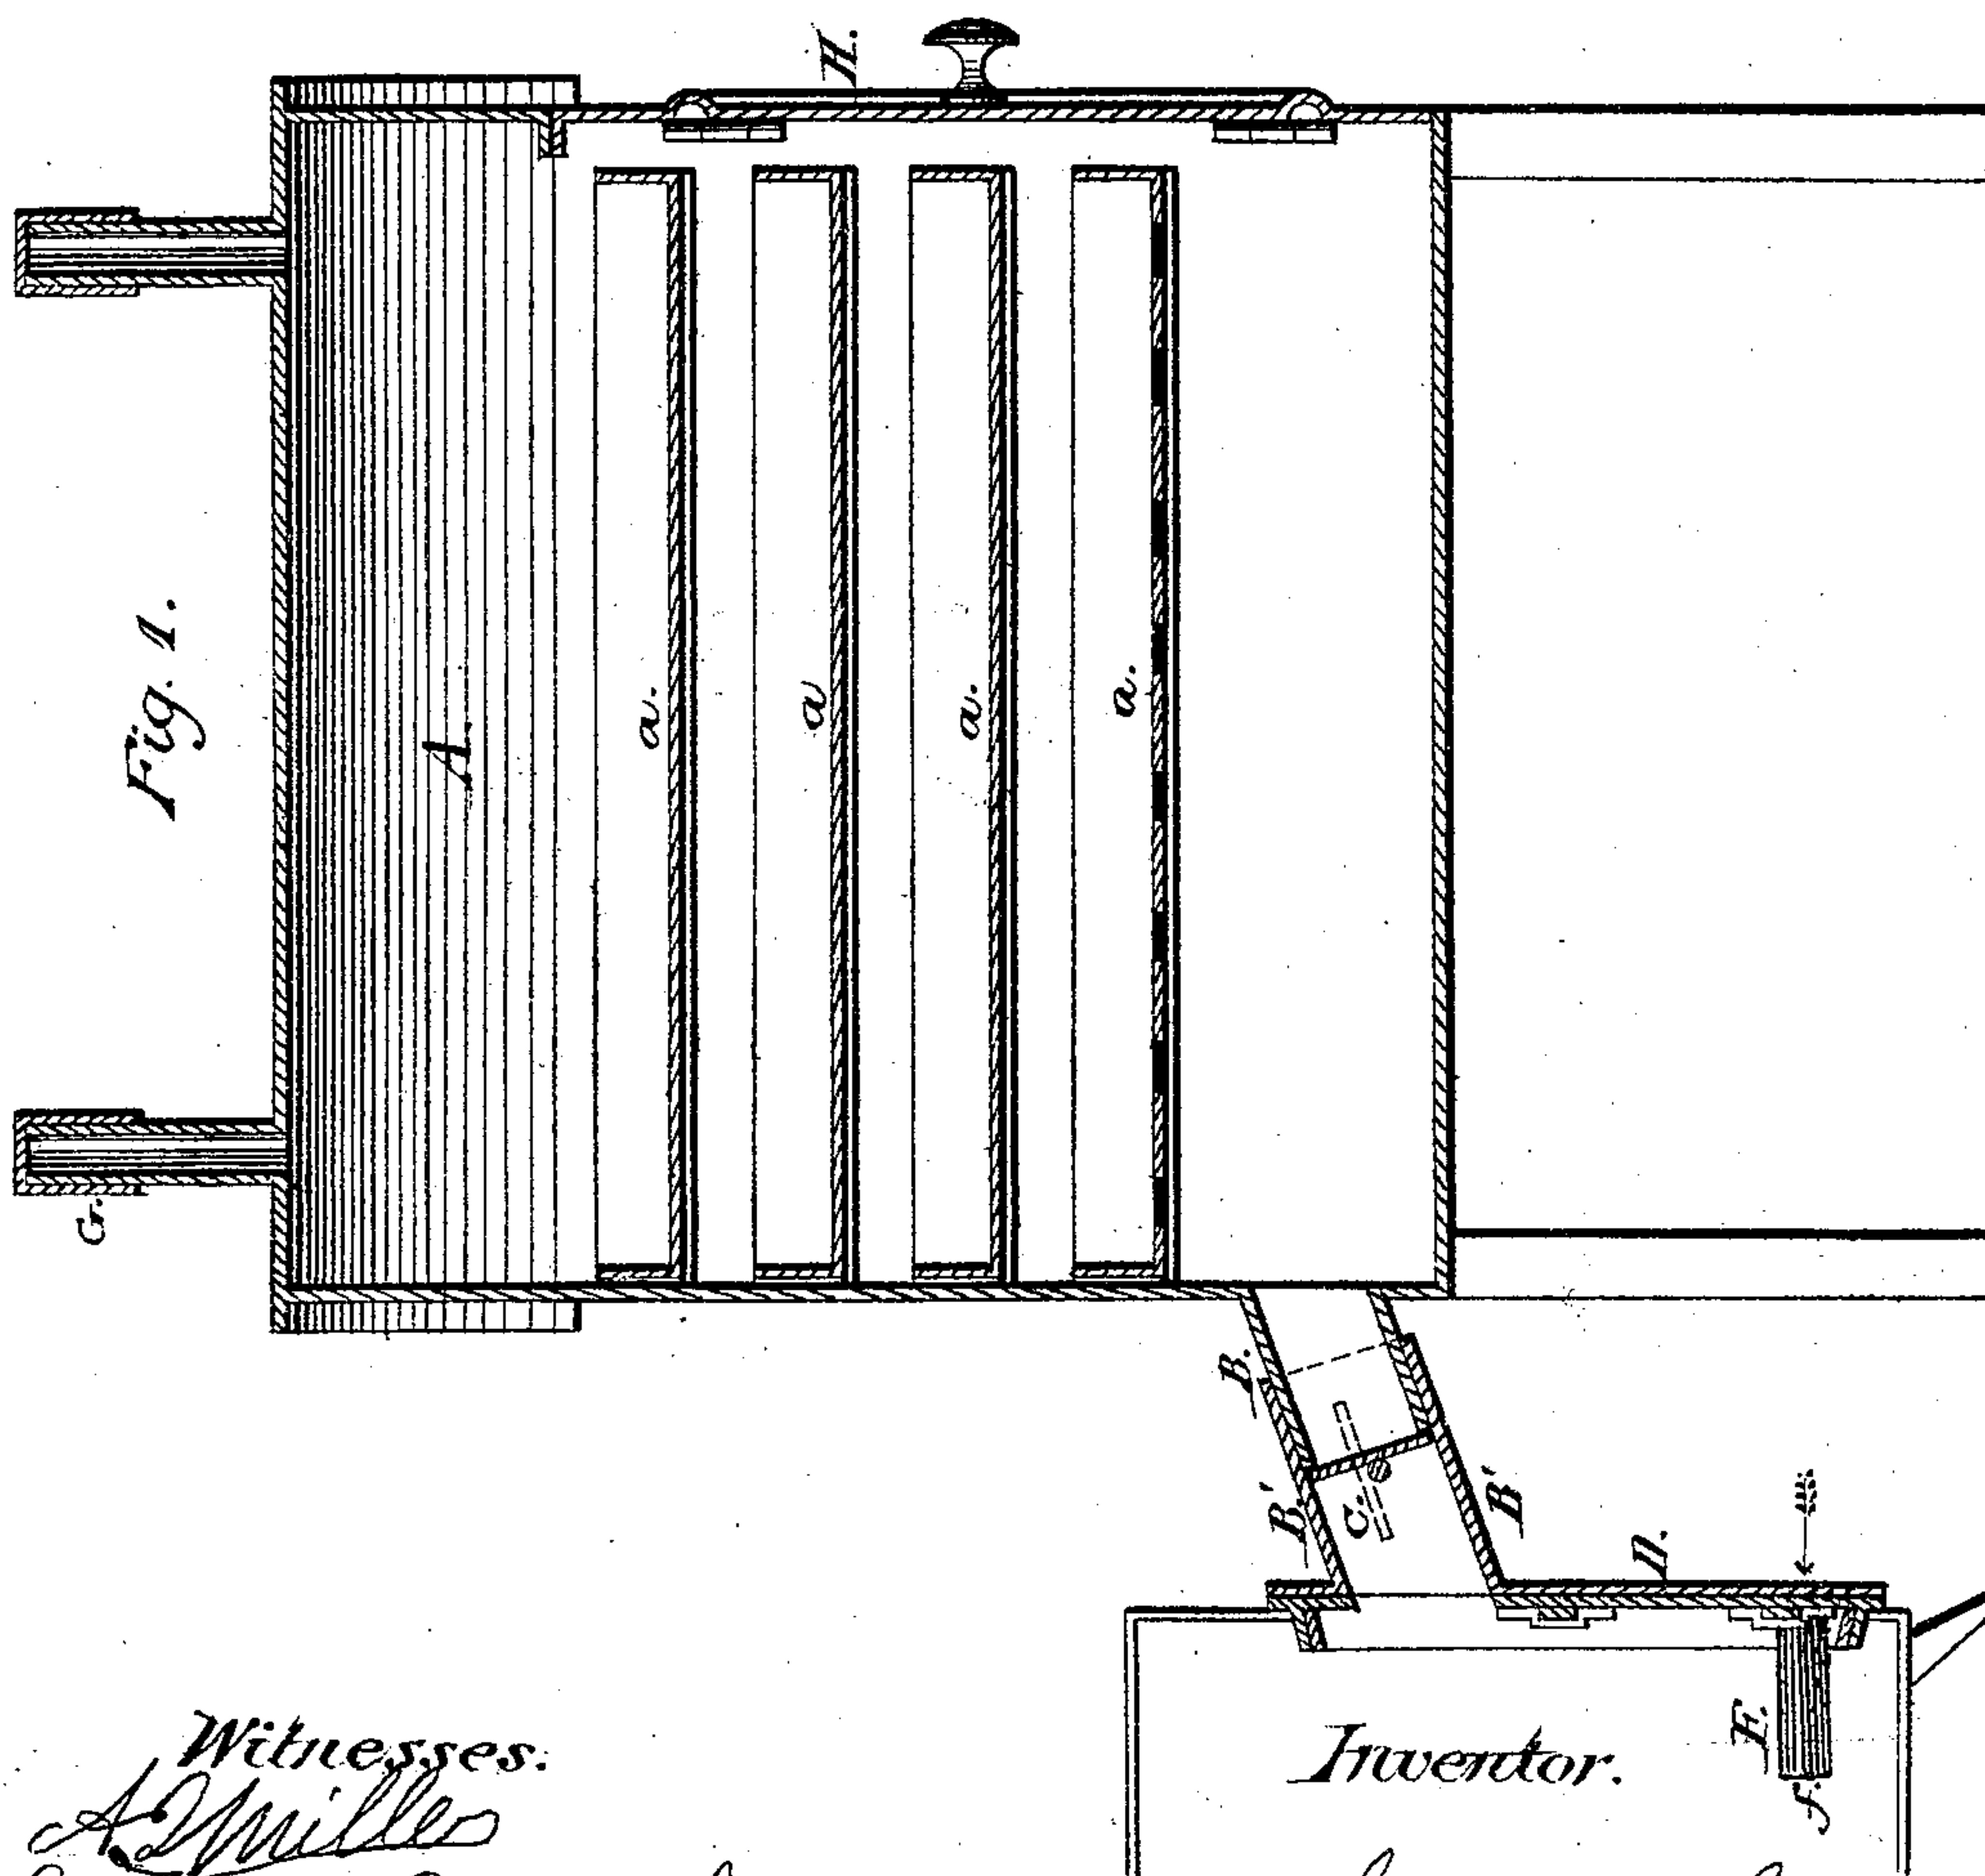 Fig. 1.
H.
A.
a.
a
a.
a.
G.
B.
B'
C.
B'
D.
E.
f.
Witnesses.
Inventor.